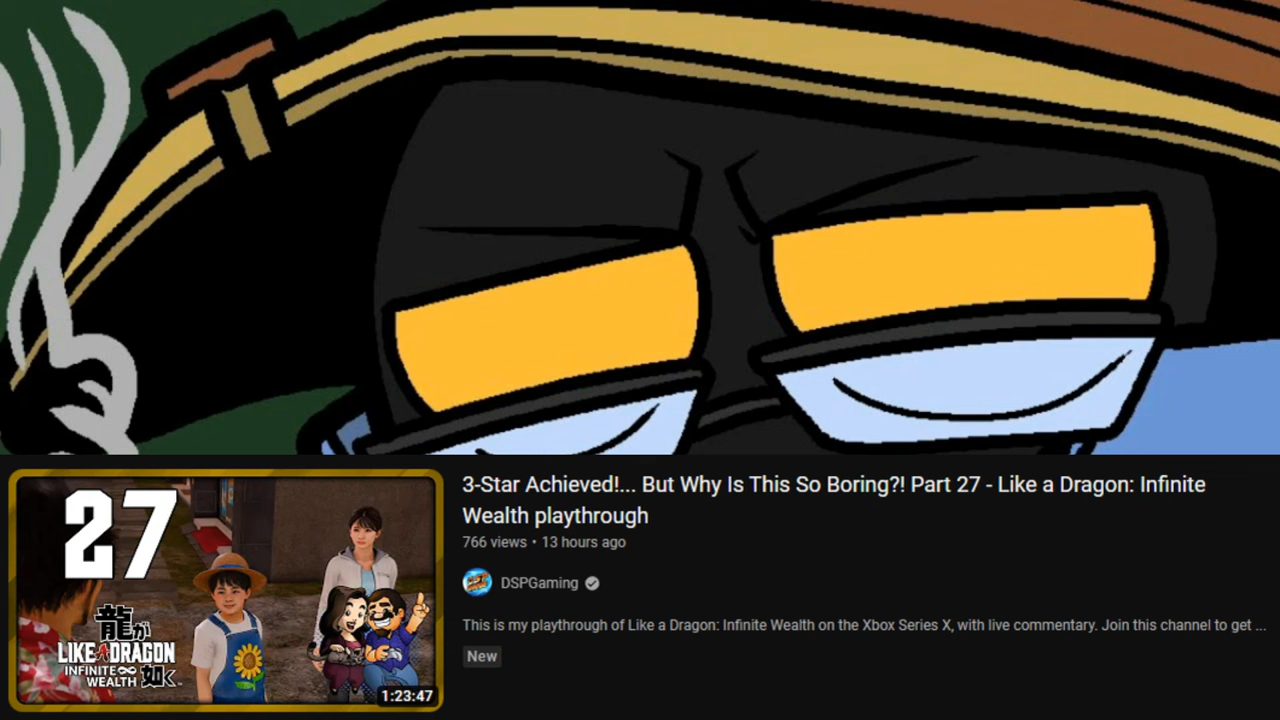 3-Star Achieved!... But Why Is This So Boring?! Part 27 - Like a Dragon: Infinite
Wealth playthrough
766 views • 13 hours ago
DSPGaming
This is my playthrough of Like a Dragon: Infinite Wealth on the Xbox Series X, with live commentary. Join this channel to get ...
New
27
龍が
LIKE A DRAGON
INFINITE
WEALTH
如く
1:23:47